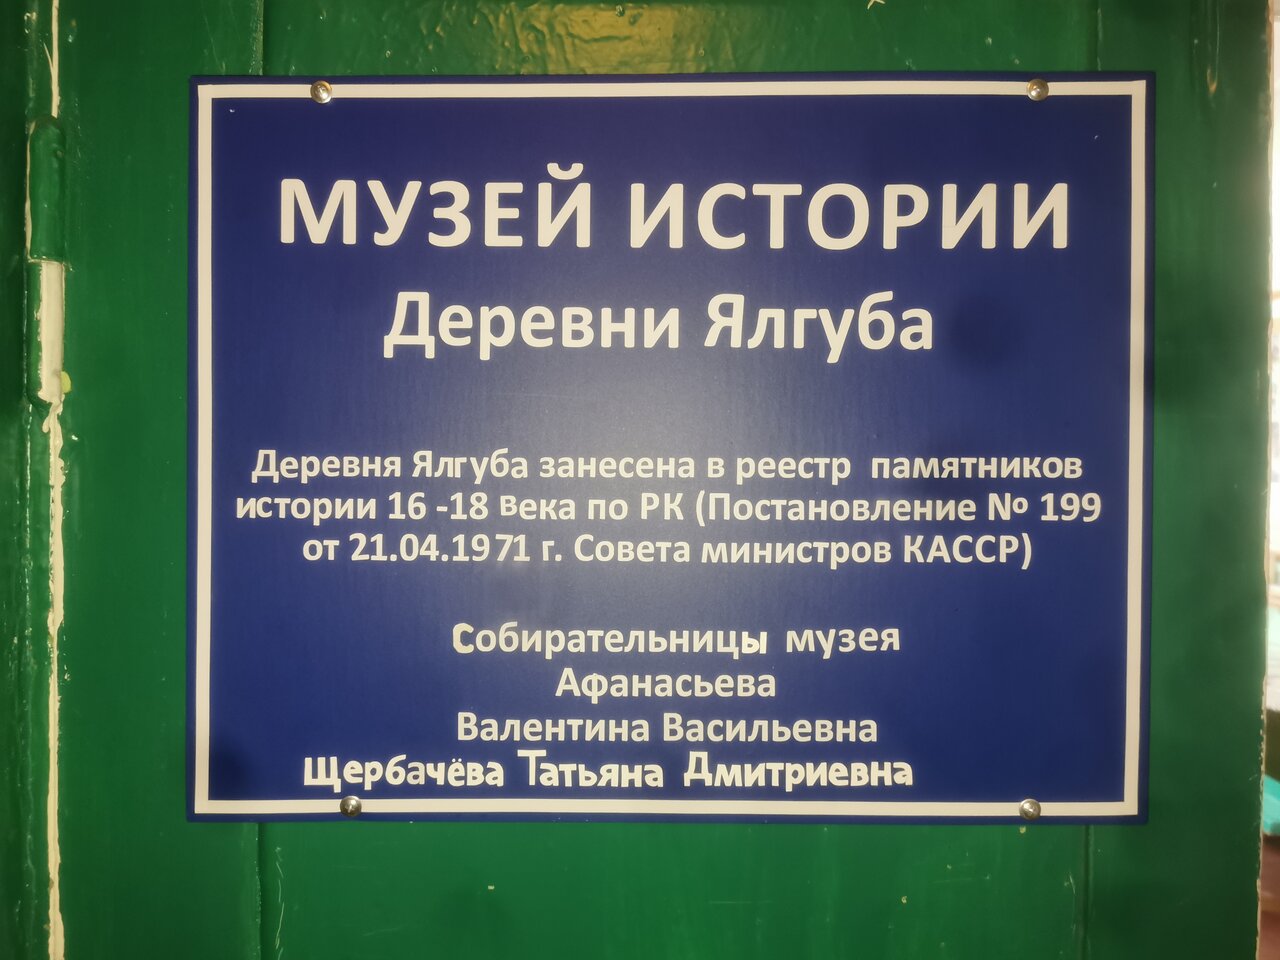 МУЗЕЙ ИСТОРИИ
Деревни Ялгуба
Деревня Ялгуба занесена в реестр памятников
истории 16 -18 века по РК (Постановление № 199
от 21.04.1971 г. Совета министров КАССР)
Собирательницы музея
Афанасьева
Валентина Васильевна
Щербачёва Татьяна Дмитриевна